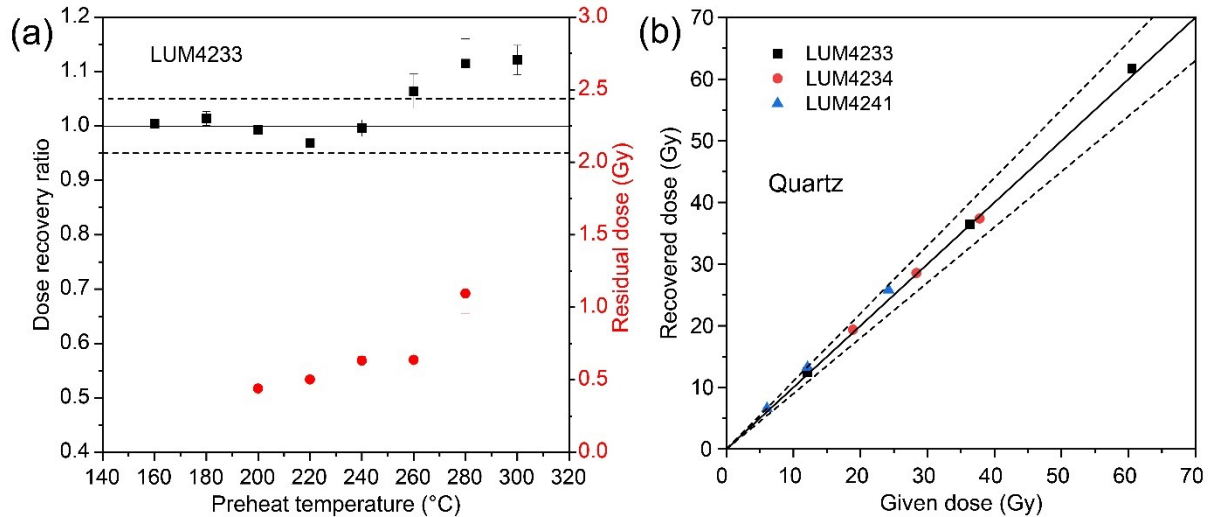 (a)
LUM4233
Dose recovery ratio
1.2
1.1
1.0
0.9
0.8
0.7
0.6
0.5
0.4
3.0
2.5
2.0
1.5
1.0
0.5
0.0
Residual dose (Gy)
140 160 180 200 220 240 260 280 300 320
Preheat temperature (°C)
(b)
LUM4233
LUM4234
LUM4241
Quartz
Recovered dose (Gy)
70
60
50
40
30
20
10
0
0 10 20 30 40 50 60 70
Given dose (Gy)